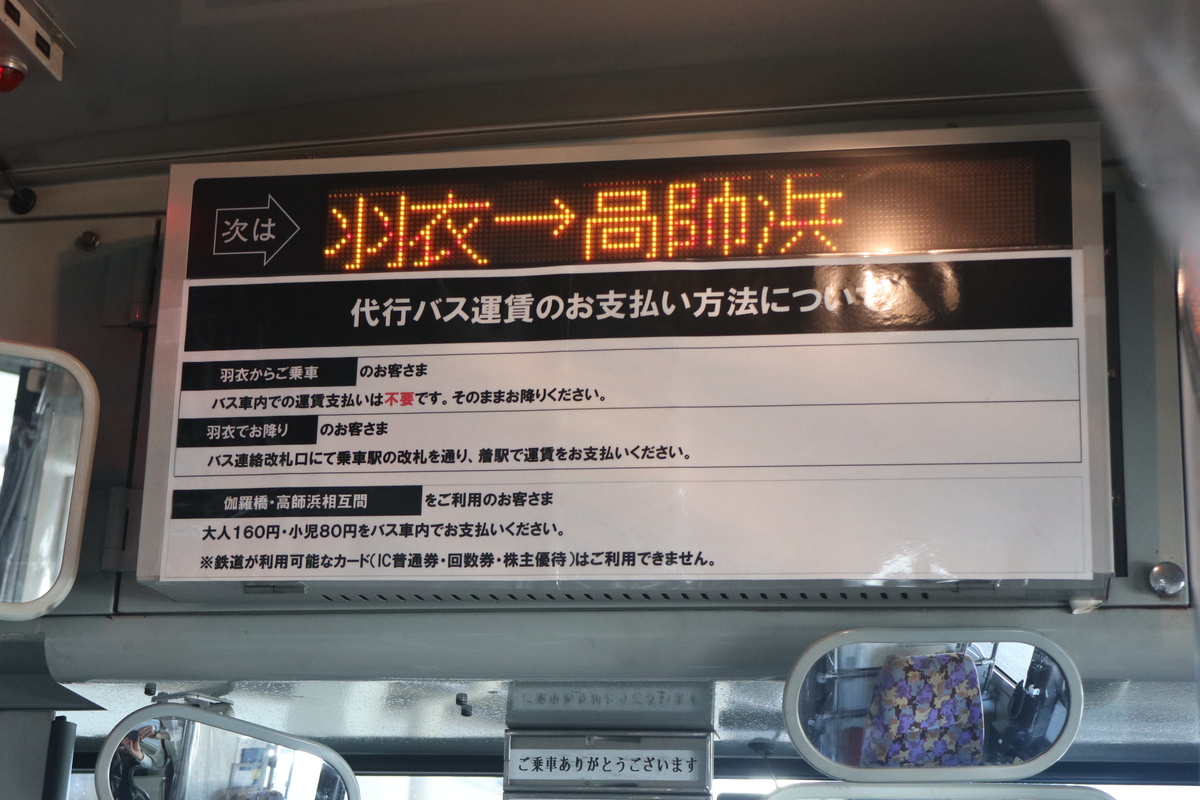 次は
羽衣→高師浜
代行バス運賃のお支払い方法につい
羽衣からご乗車のお客さま
バス車内での運賃支払いは不要です。そのままお降りください。
羽衣でお降りのお客さま
バス連絡改札口にて乗車駅の改札を通り、着駅で運賃をお支払いください。
伽羅橋・高師浜相互間をご利用のお客さま
大人160円・小児80円をバス車内でお支払いください。
※鉄道が利用可能なカード(IC普通券・回数券・株主優待)はご利用できません。
ご乗車ありがとうございます